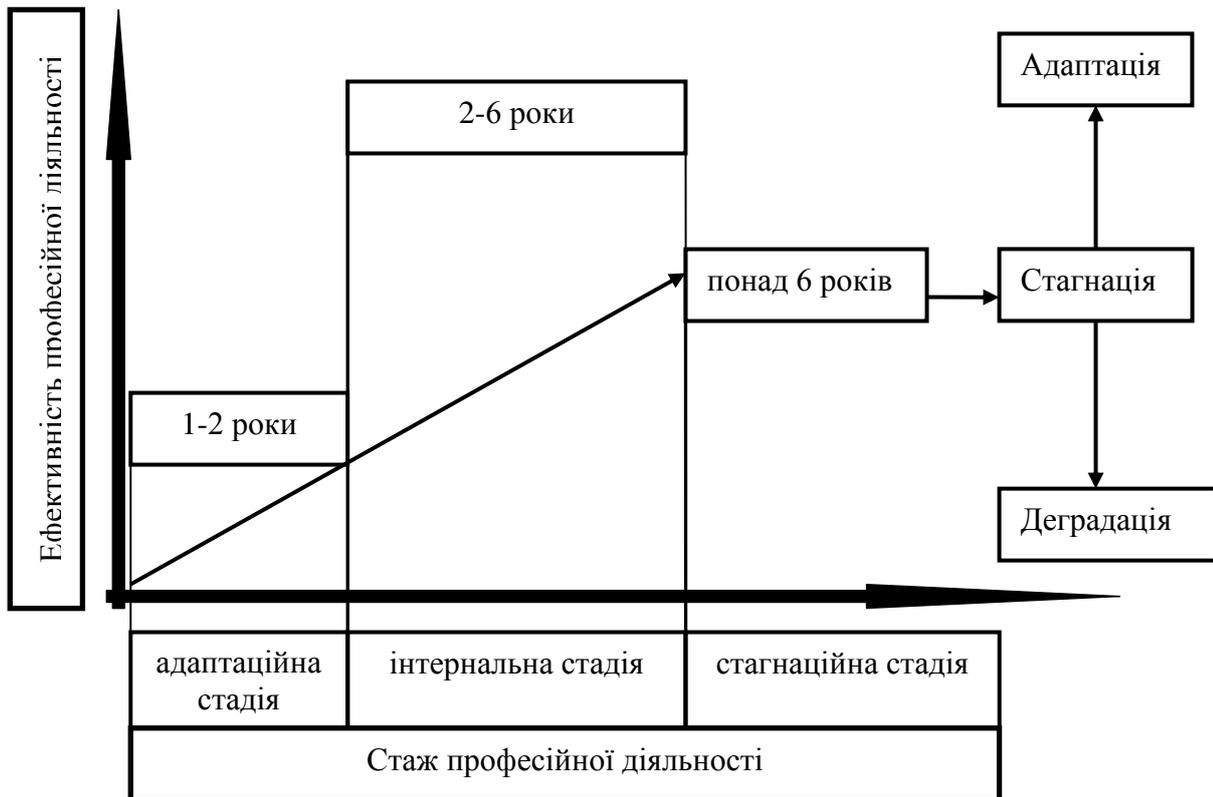 Ефективність професійної діяльності
Адаптація
2-6 роки
понад 6 років
Стагнація
1-2 роки
Деградація
адаптаційна
стадія
інтернальна стадія
стагнаційна стадія
Стаж професійної діяльності